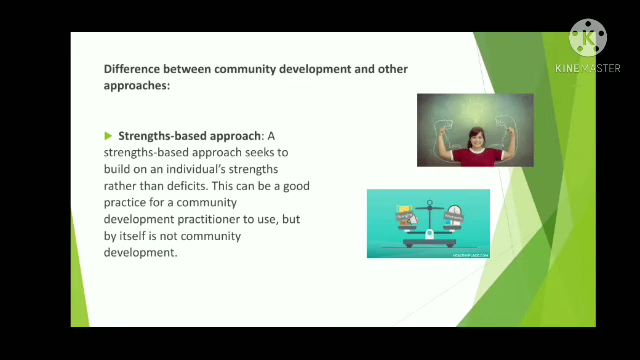 Difference between community development and other
approaches:
Strengths-based approach: A
strengths-based approach seeks to
build on an individual's strengths
rather than deficits. This can be a good
practice for a community
development practitioner to use, but
by itself is not community
development.
K
KINEMASTER